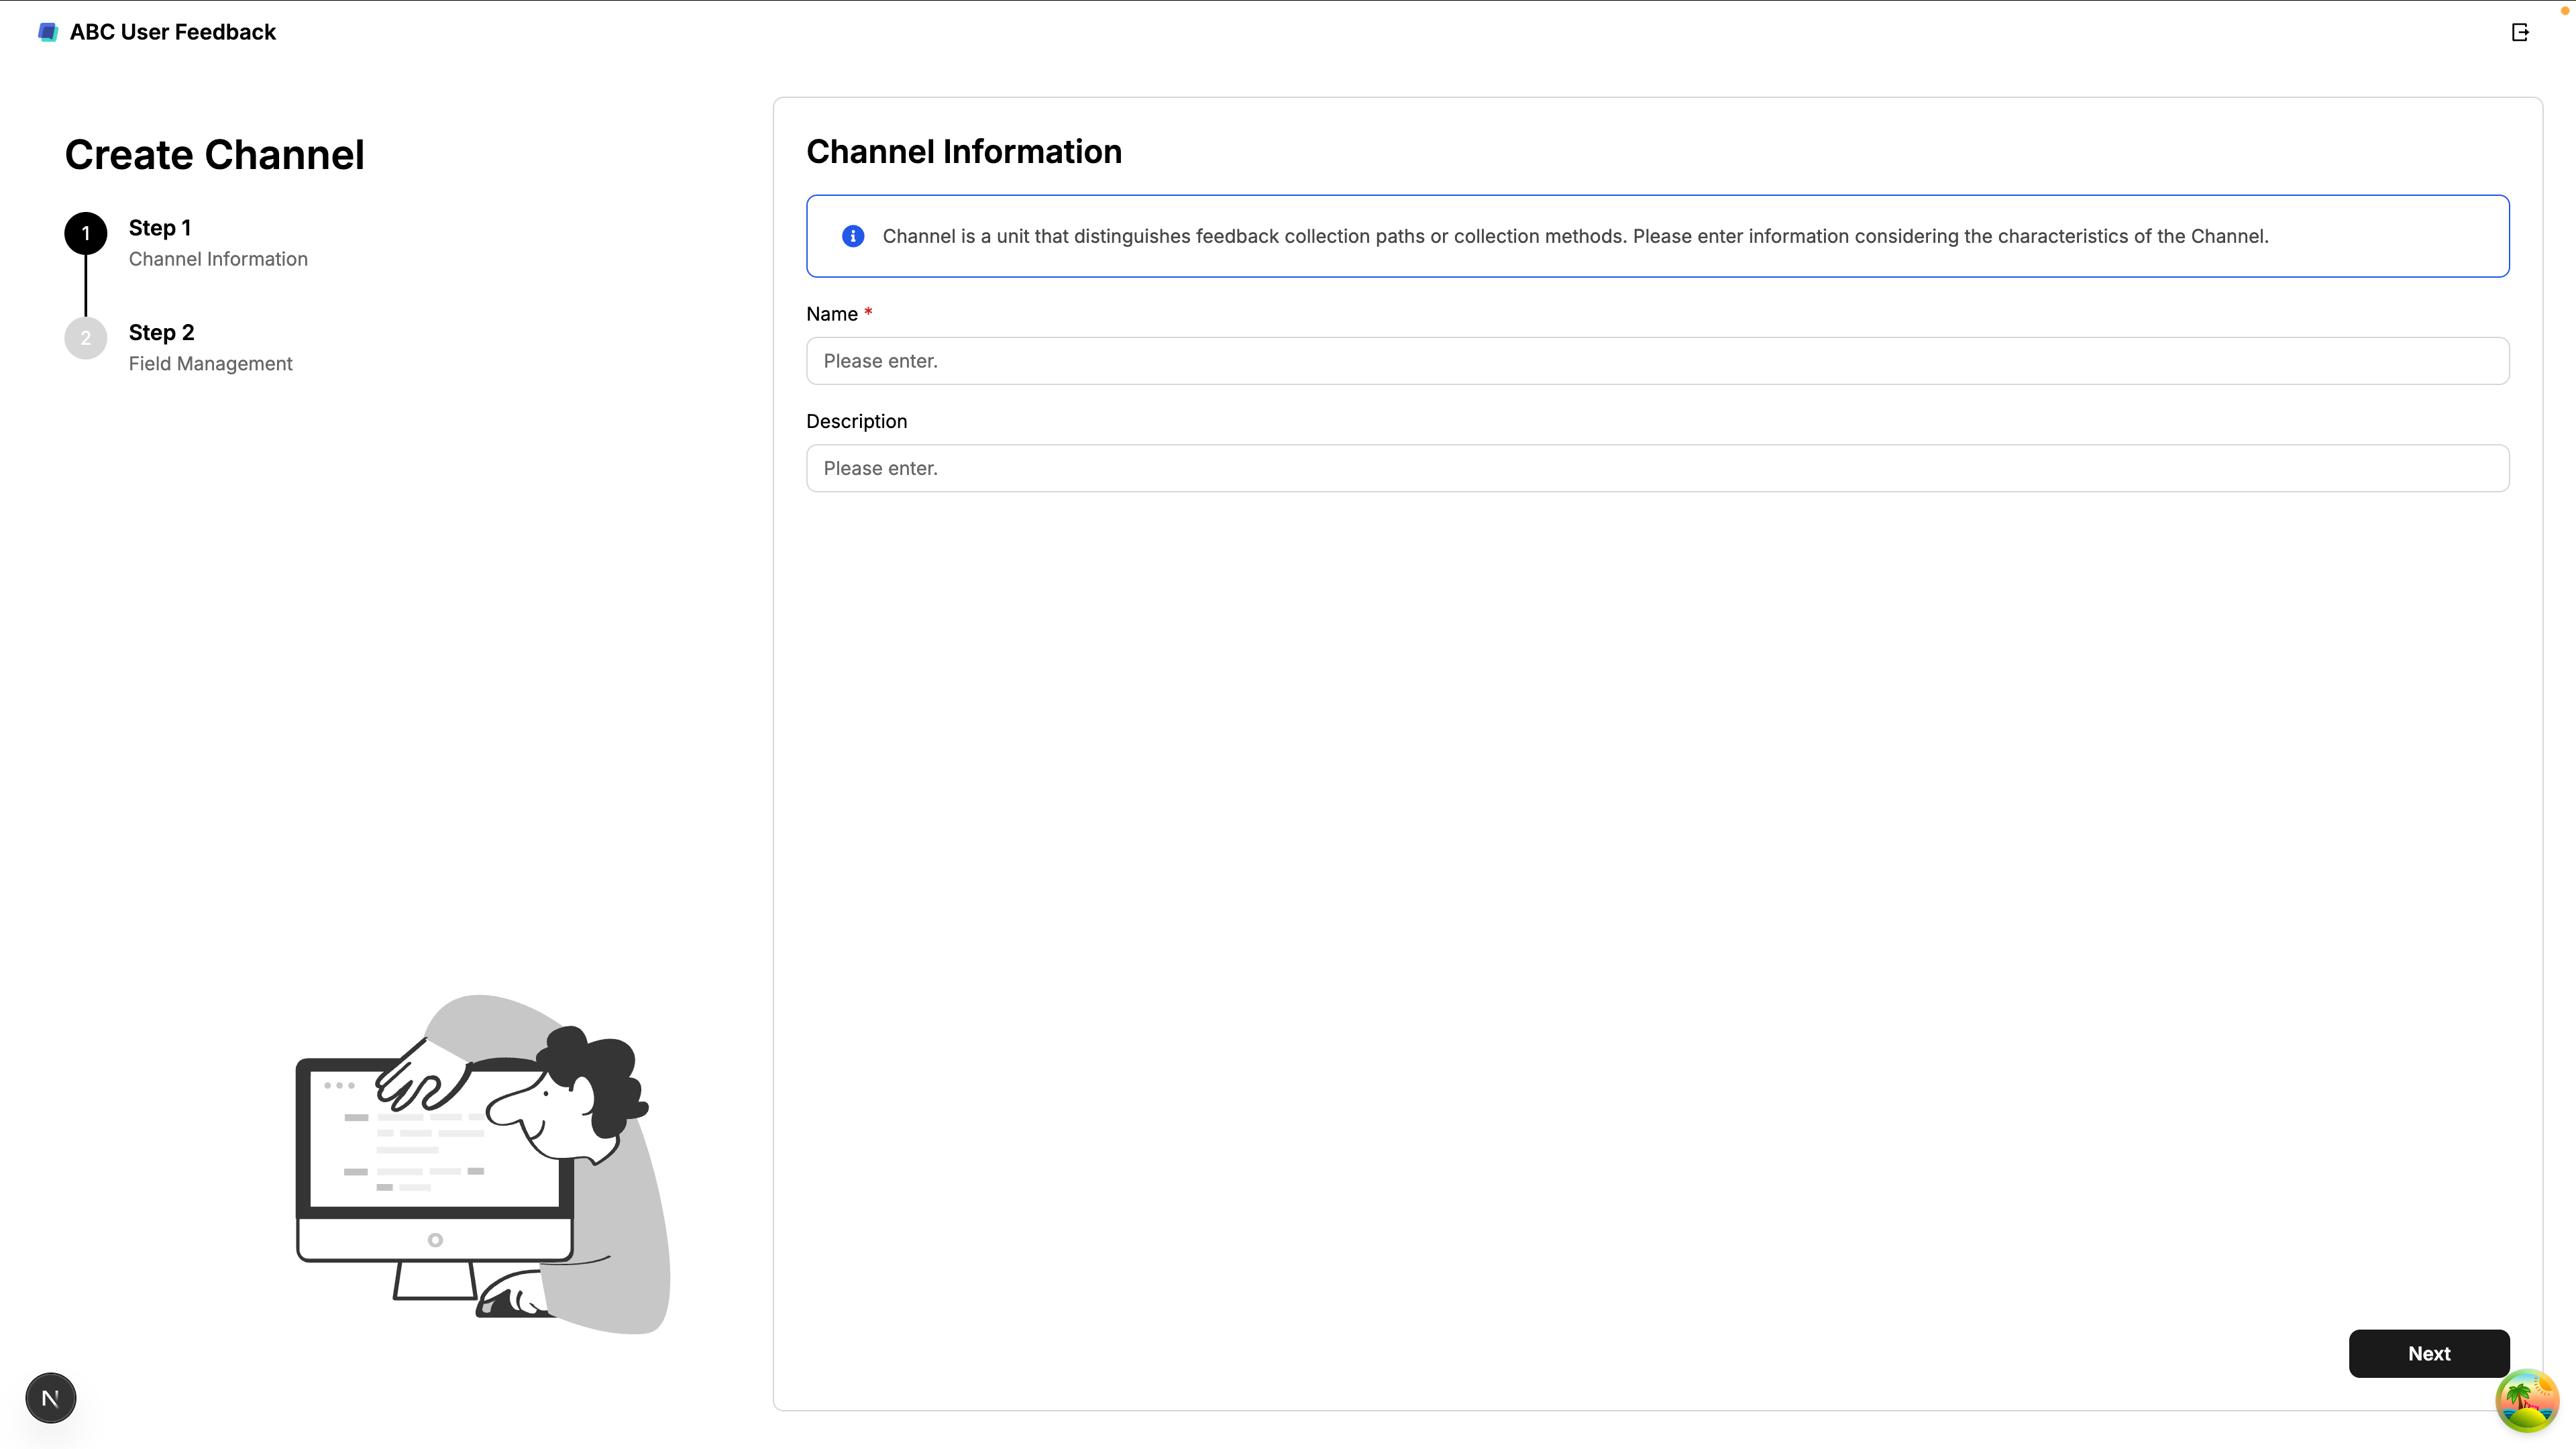 ABC User Feedback
Create Channel
1
Step 1
Channel Information
2
Step 2
Field Management
Channel Information
Channel is a unit that distinguishes feedback collection paths or collection methods. Please enter information considering the characteristics of the Channel.
Name *
Please enter.
Description
Please enter.
Next
N